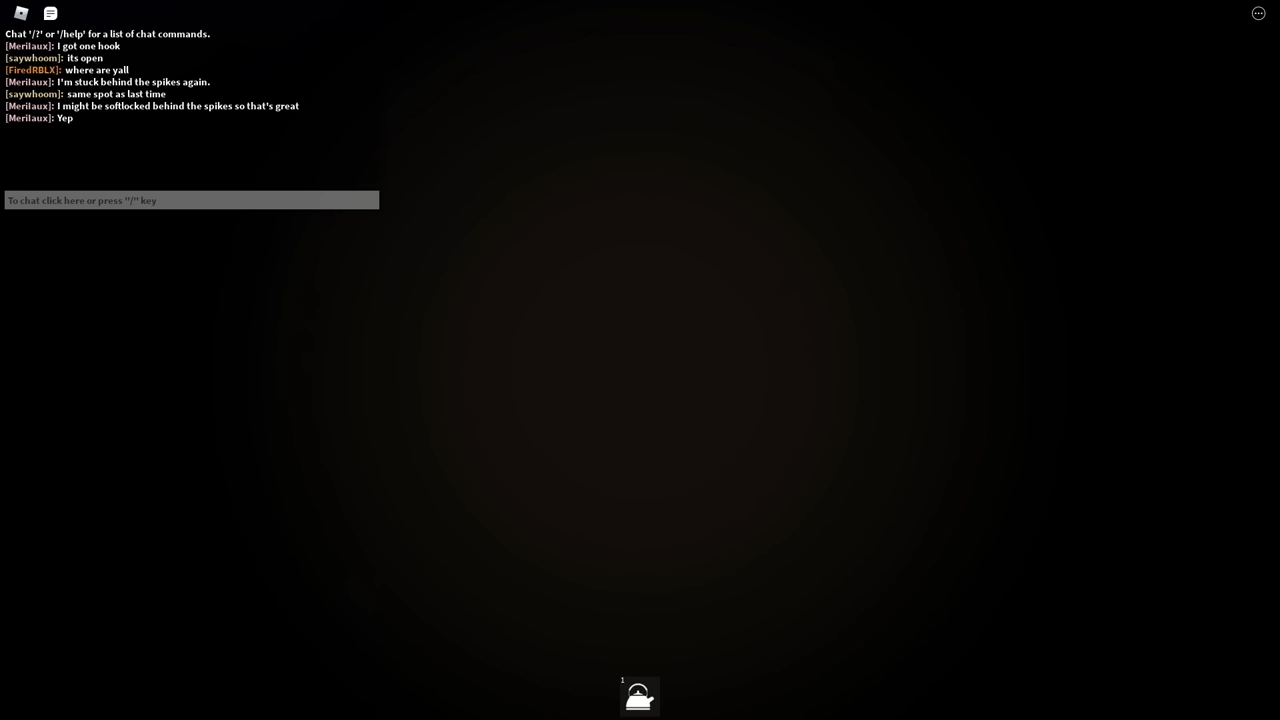 Chat '/?' or '/help' for a list of chat commands.
[Merilaux]: I got one hook
[saywhoom]: its open
[FiredRBLX]: where are yall
[Merilaux]: I'm stuck behind the spikes again.
[saywhoom]: same spot as last time
[Merilaux]: I might be softlocked behind the spikes so that's great
[Merilaux]: Yep
To chat click here or press "/" key
1